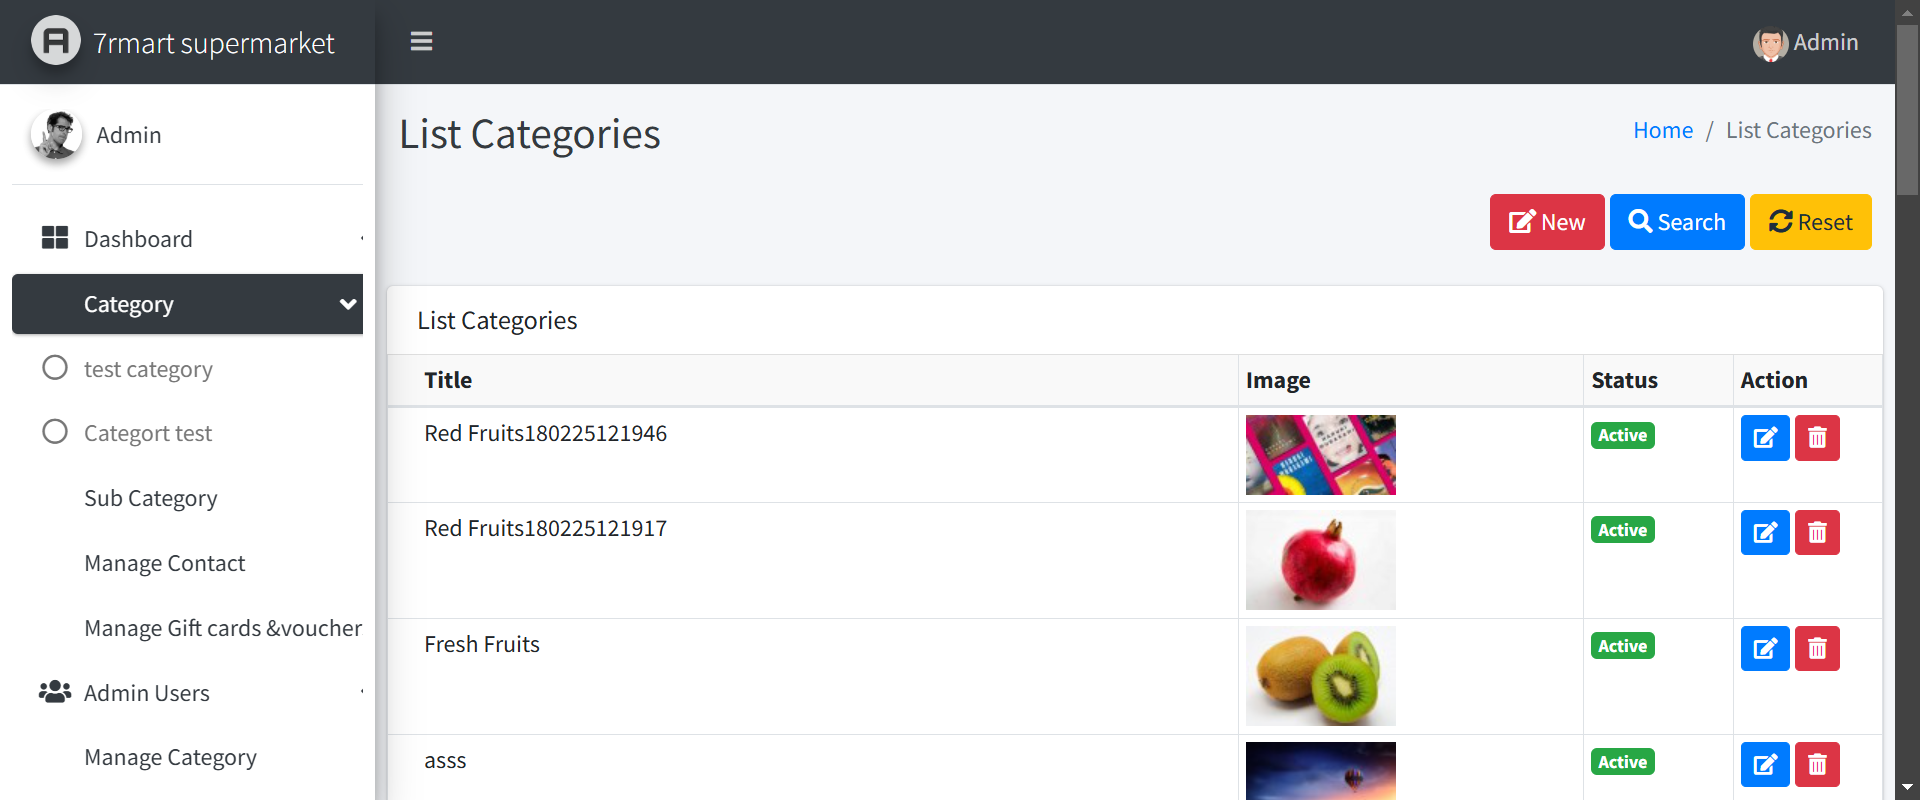 7rmart supermarket
Admin
Admin
List Categories
Home / List Categories
New
Search
Reset
Dashboard
Category
test category
Categort test
Sub Category
Manage Contact
Manage Gift cards &voucher
Admin Users
Manage Category
List Categories
Title Image Status Action
Red Fruits180225121946 Active
Red Fruits180225121917 Active
Fresh Fruits Active
asss Active